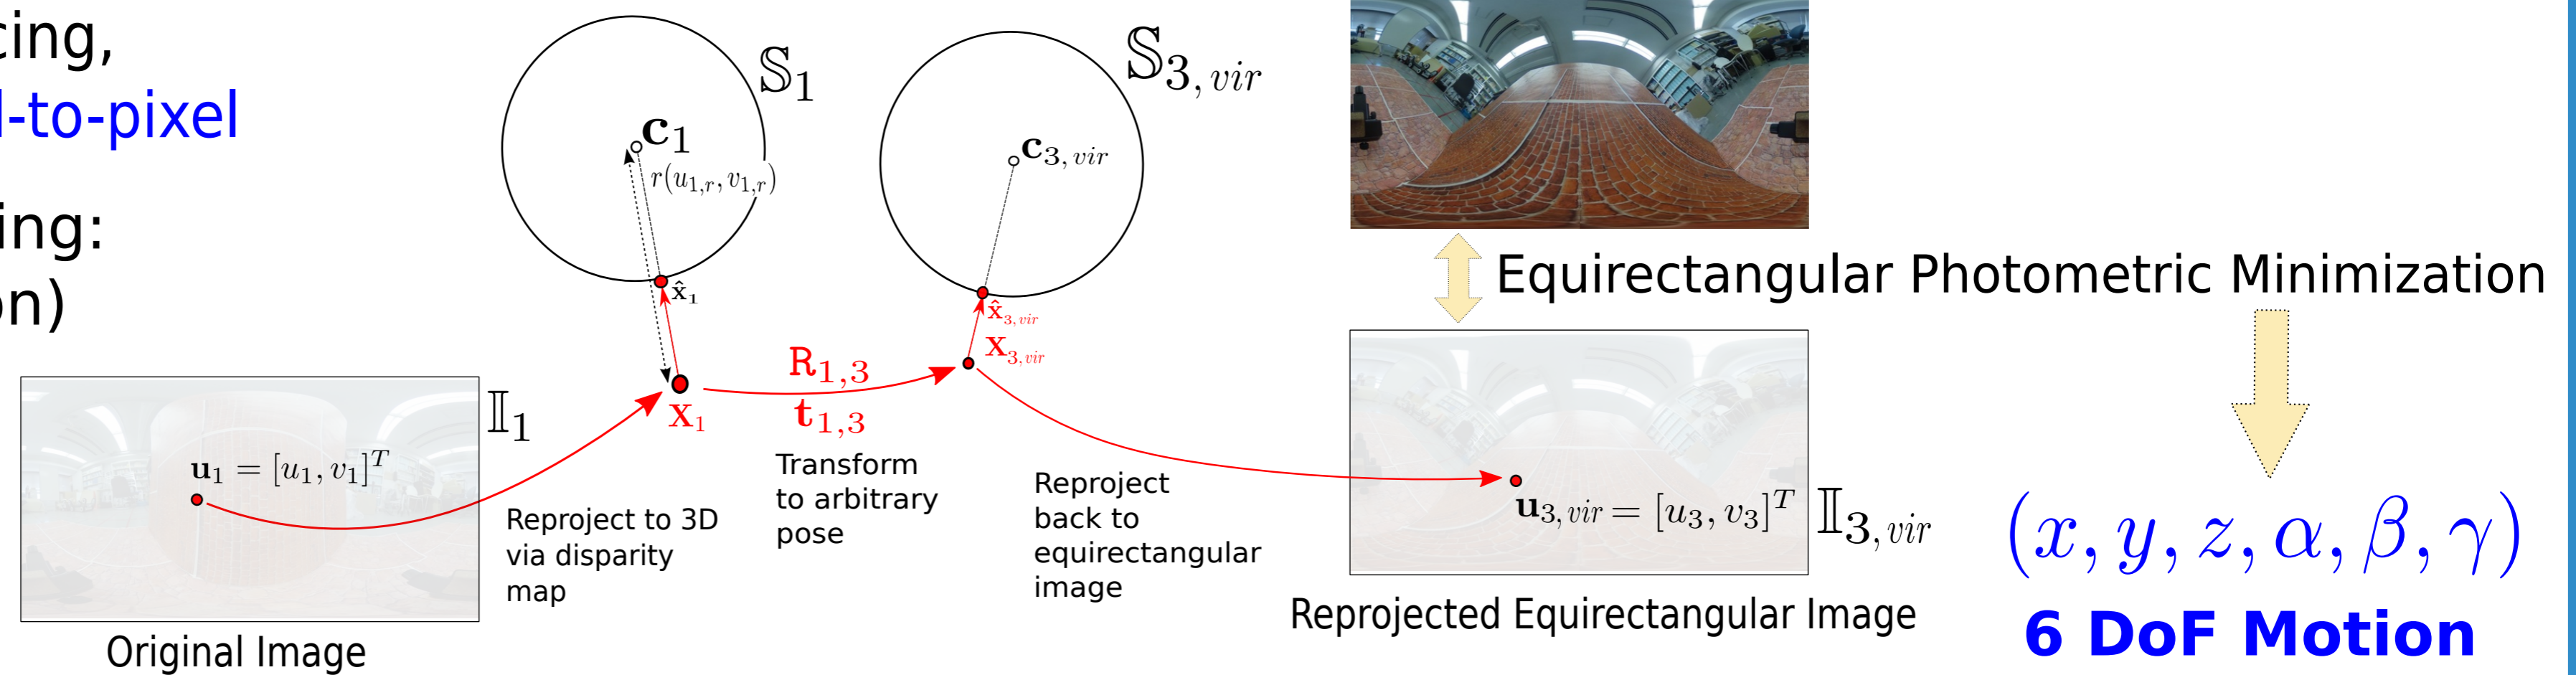 cing,
l-to-pixel
ing:
on)
𝕊₁
c₁
r(u₁,ᵣ, v₁,ᵣ)
x̂₁
x₁
R₁,₃
t₁,₃
𝕊₃,vir
c₃,vir
x̂₃,vir
x₃,vir
𝕀₁
u₁ = [u₁, v₁]ᵀ
Original Image
Reproject to 3D
via disparity
map
Transform
to arbitrary
pose
Reproject
back to
equirectangular
image
Equirectangular Photometric Minimization
u₃,vir = [u₃, v₃]ᵀ
𝕀₃,vir
Reprojected Equirectangular Image
(x, y, z, α, β, γ)
6 DoF Motion